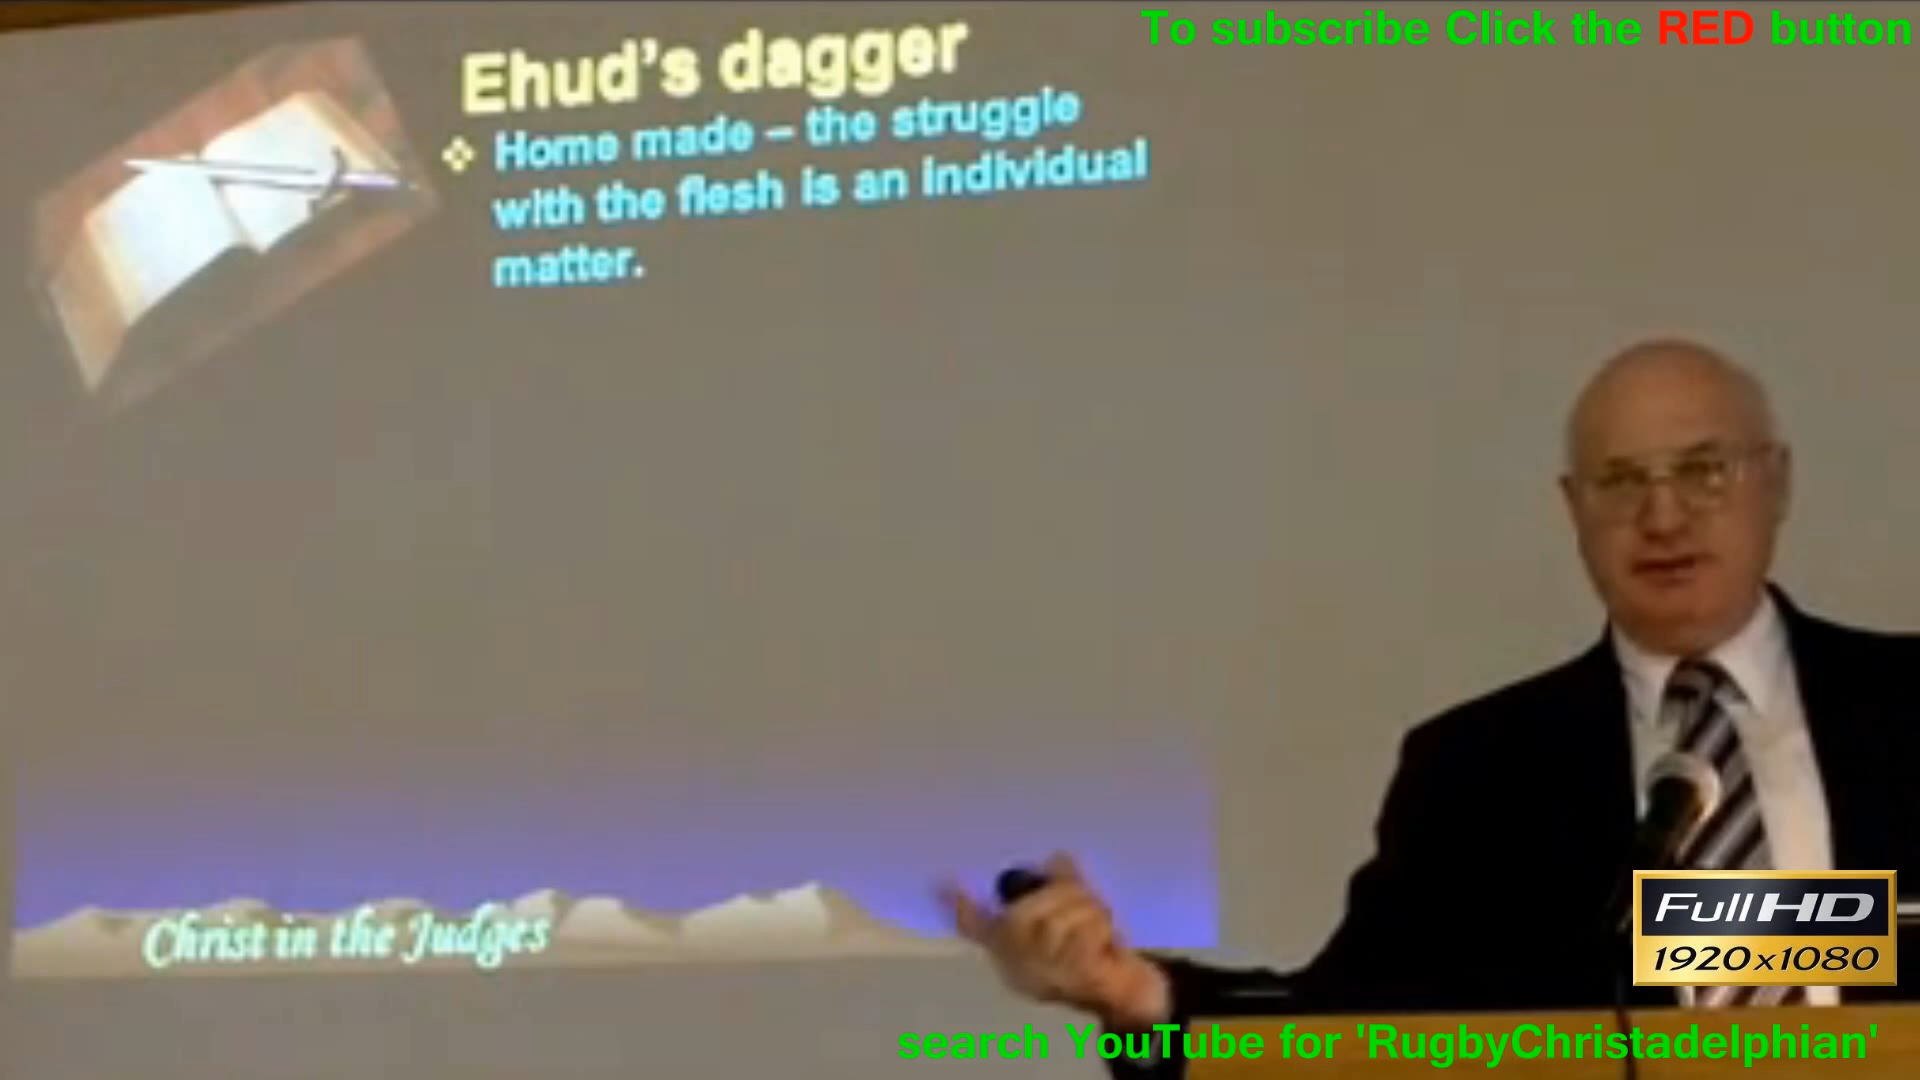 To subscribe Click the RED button
Ehud's dagger
Home made – the struggle
with the flesh is an individual
matter.
Christ in the Judges
Full HD
1920x1080
search YouTube for 'RugbyChristadelphian'